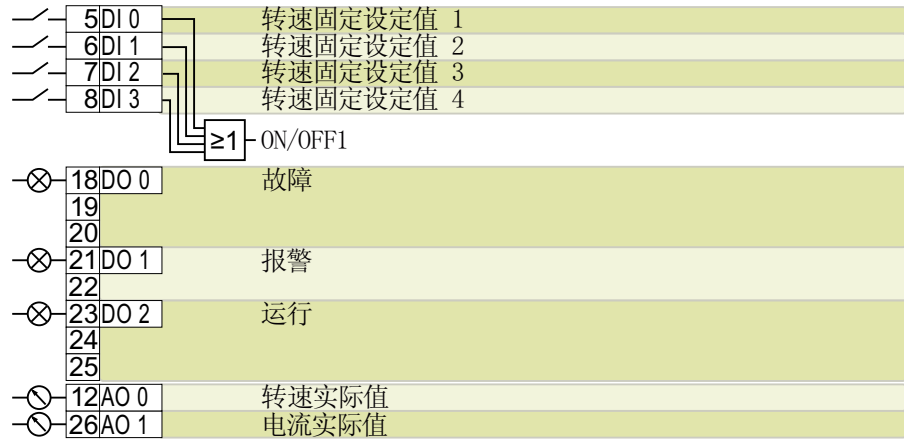 5 DI 0 转速固定设定值 1
6 DI 1 转速固定设定值 2
7 DI 2 转速固定设定值 3
8 DI 3 转速固定设定值 4
≥1 ON/OFF1
18 DO 0 故障
19
20
21 DO 1 报警
22
23 DO 2 运行
24
25
12 AO 0 转速实际值
26 AO 1 电流实际值